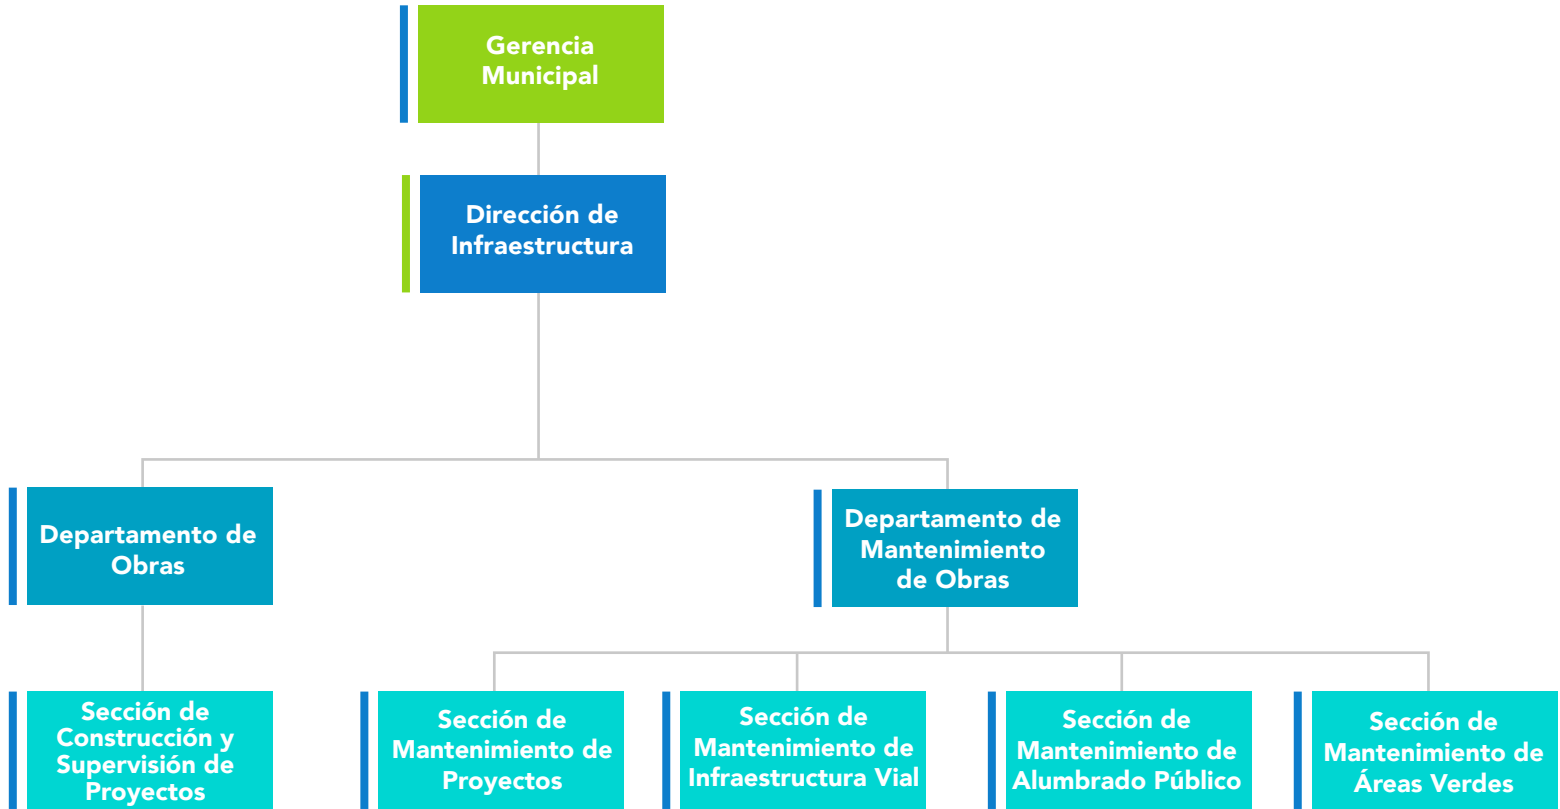 Gerencia
Municipal
Dirección de
Infraestructura
Departamento de
Obras
Departamento de
Mantenimiento
de Obras
Sección de
Construcción y
Supervisión de
Proyectos
Sección de
Mantenimiento de
Proyectos
Sección de
Mantenimiento de
Infraestructura Vial
Sección de
Mantenimiento de
Alumbrado Público
Sección de
Mantenimiento de
Áreas Verdes